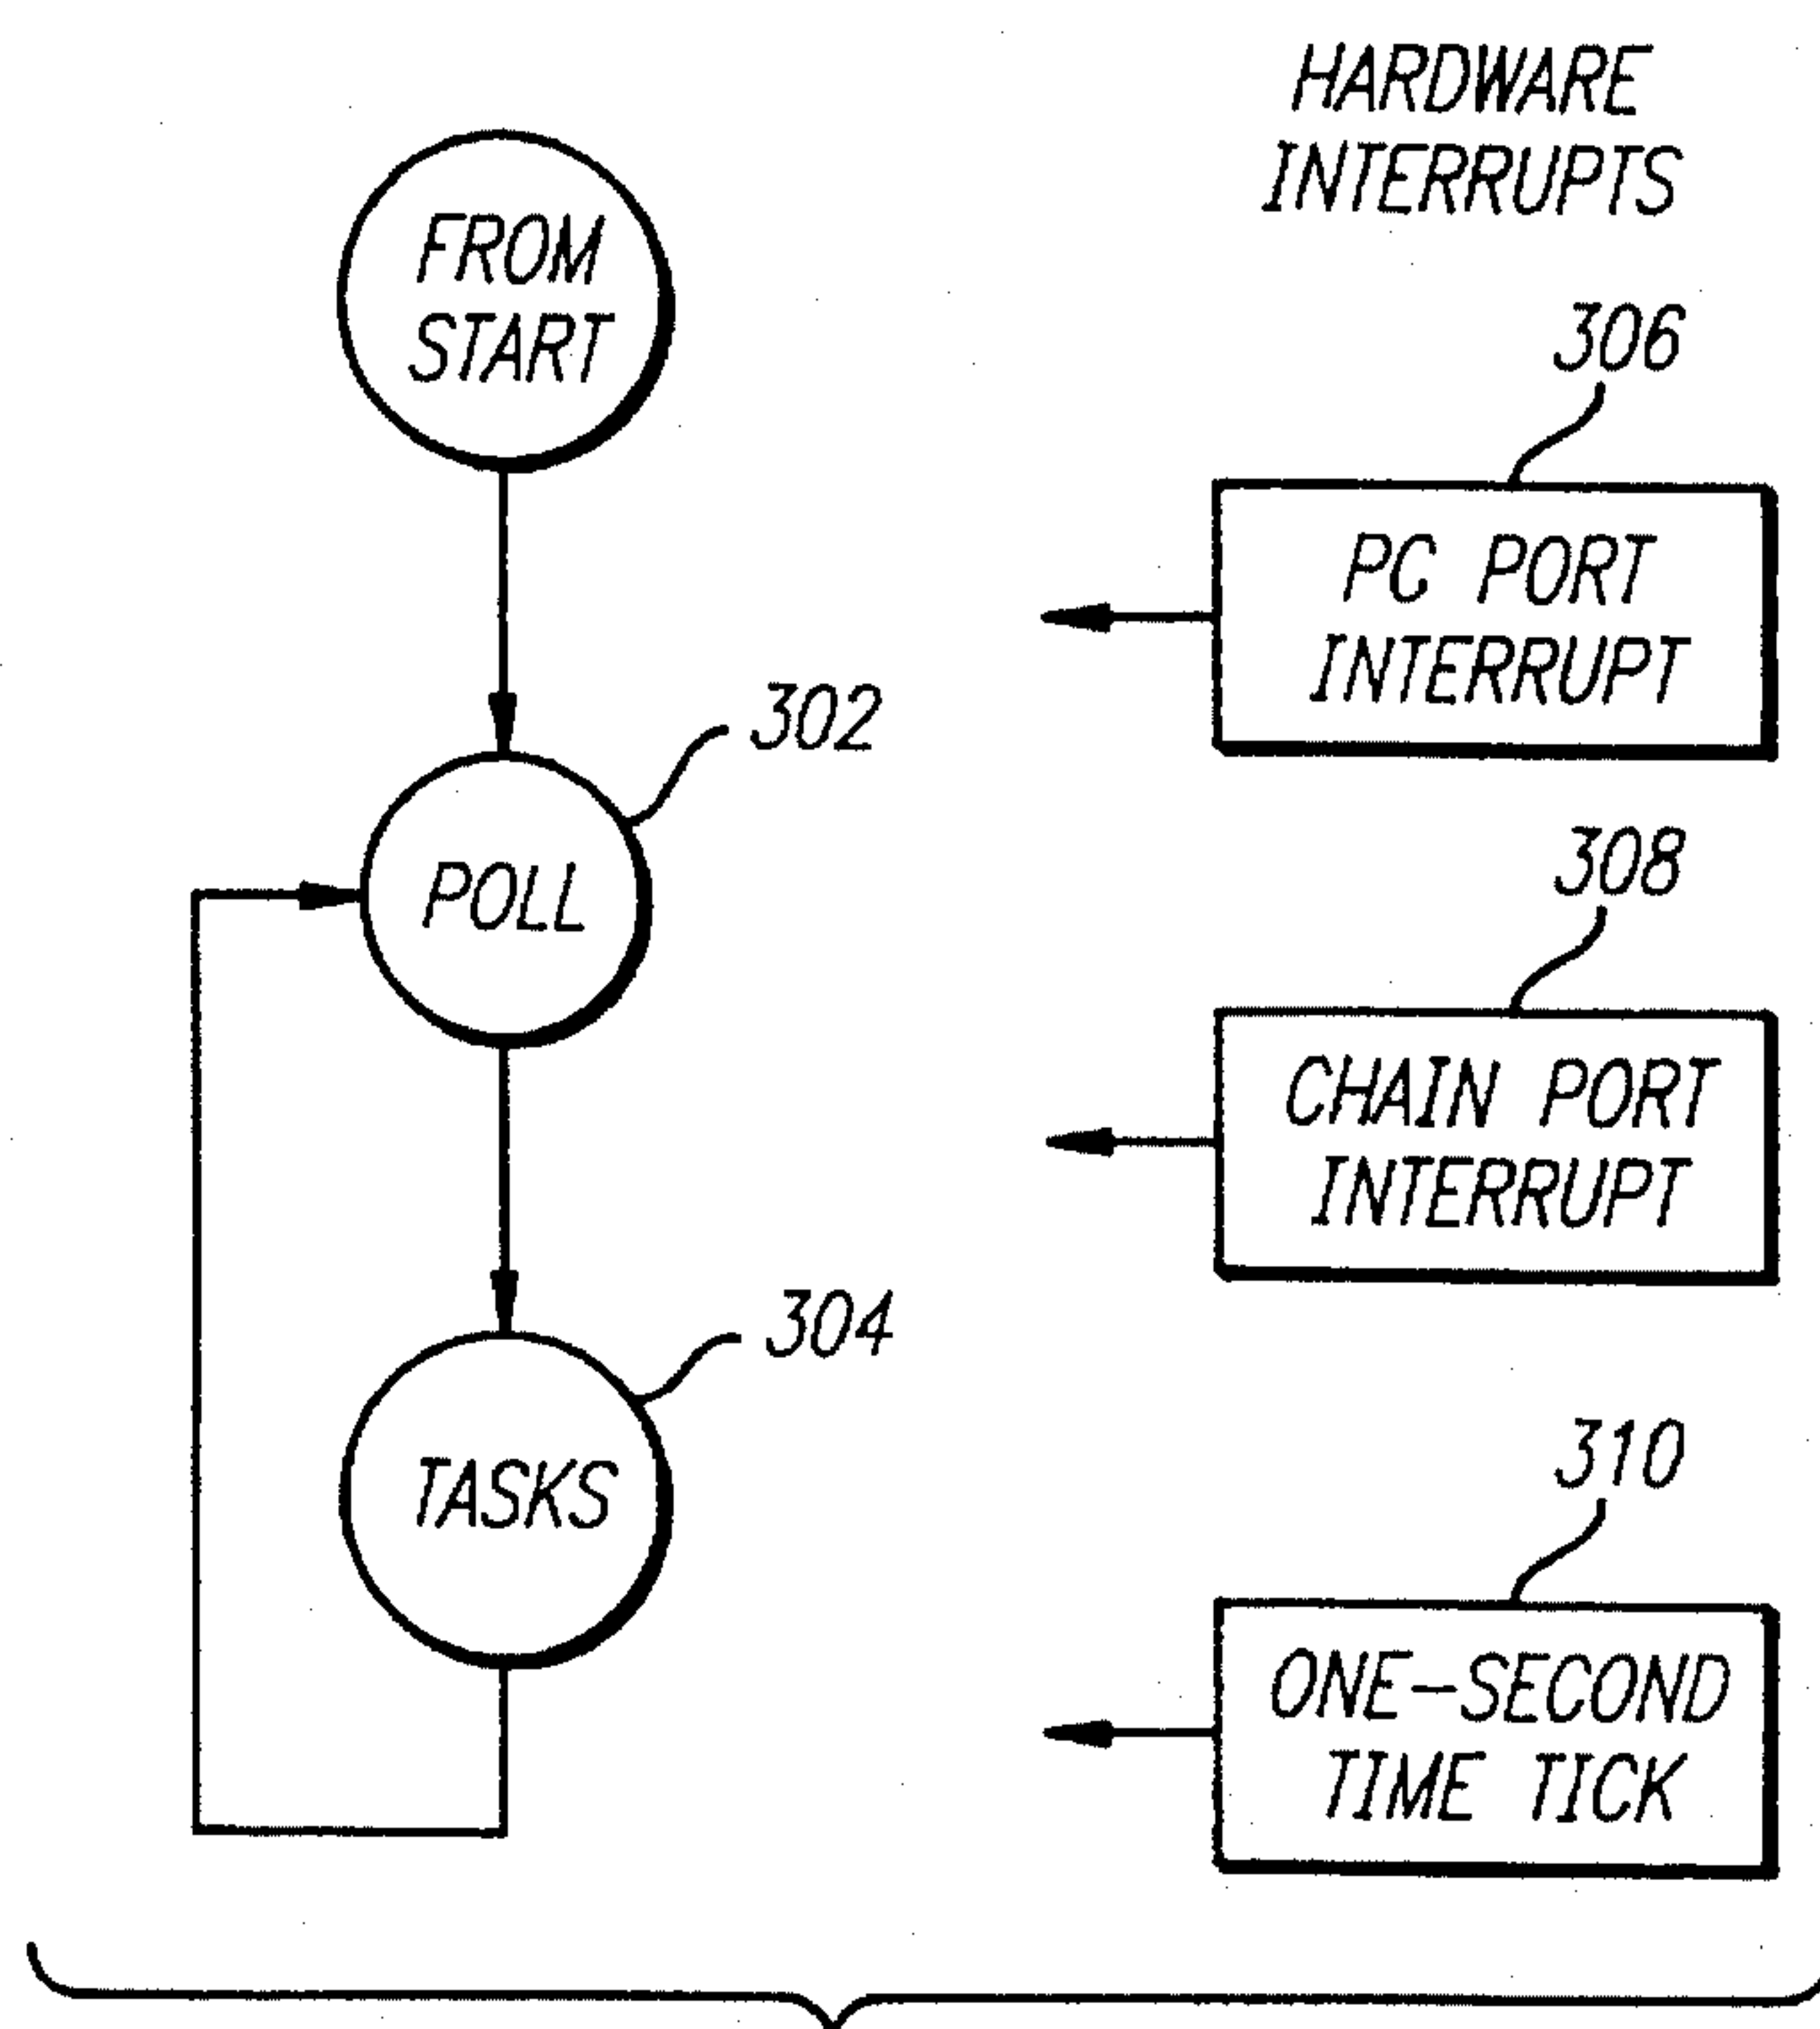 FROM
START
302
POLL
304
TASKS
HARDWARE
INTERRUPTS
306
PC PORT
INTERRUPT
308
CHAIN PORT
INTERRUPT
310
ONE-SECOND
TIME TICK